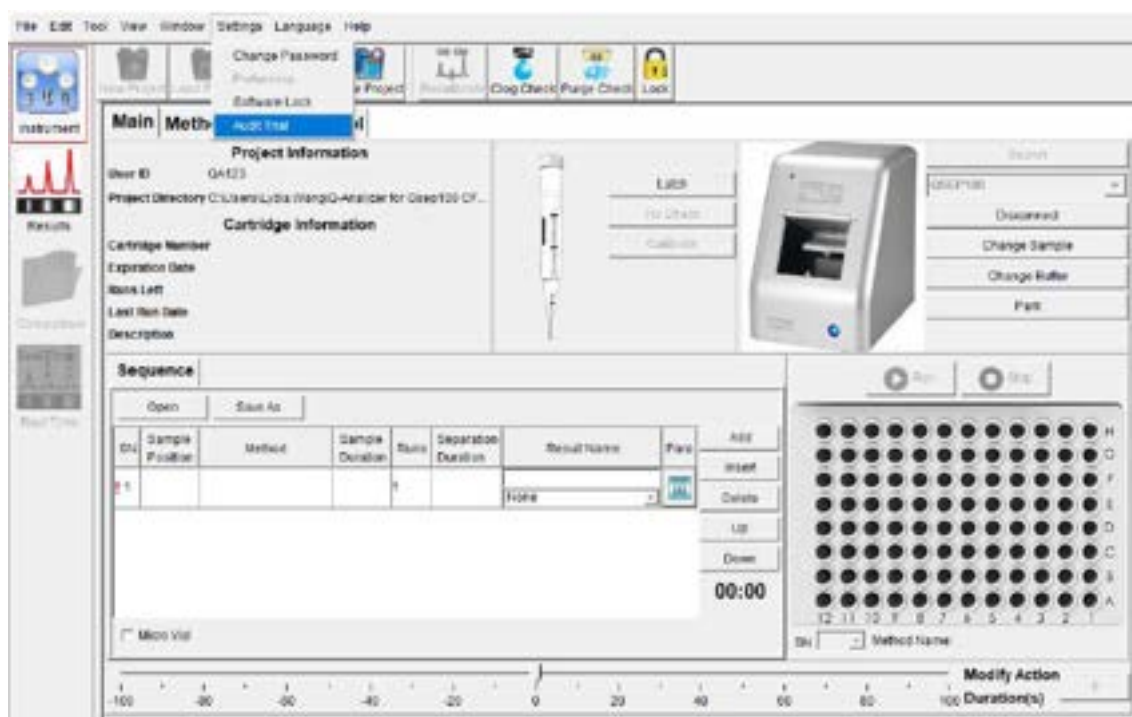 File Edit Tool View Window Settings Language Help
Change Password
Preference
Software Lock
Audit Trial
Clog Check Purge Check Lock
Instrument
Results
Main
Project Information
User ID QA123
Project Directory
Cartridge Information
Cartridge Number
Expiration Date
Runs Left
Last Run Date
Description
Latch
Calibrate
Search
Disconnect
Change Sample
Change Buffer
Park
Sequence
Open Save As
SN Sample Position Method Sample Duration Runs Separation Duration Result Name Para
1 1 None
Add
Insert
Delete
Up
Down
00:00
Micro Vial
Run Stop
H
G
F
E
D
C
B
A
12 11 10 9 8 7 6 5 4 3 2 1
SN Method Name
-100 -80 -60 -40 -20 0 20 40 60 80 100
Modify Action
Duration(s)